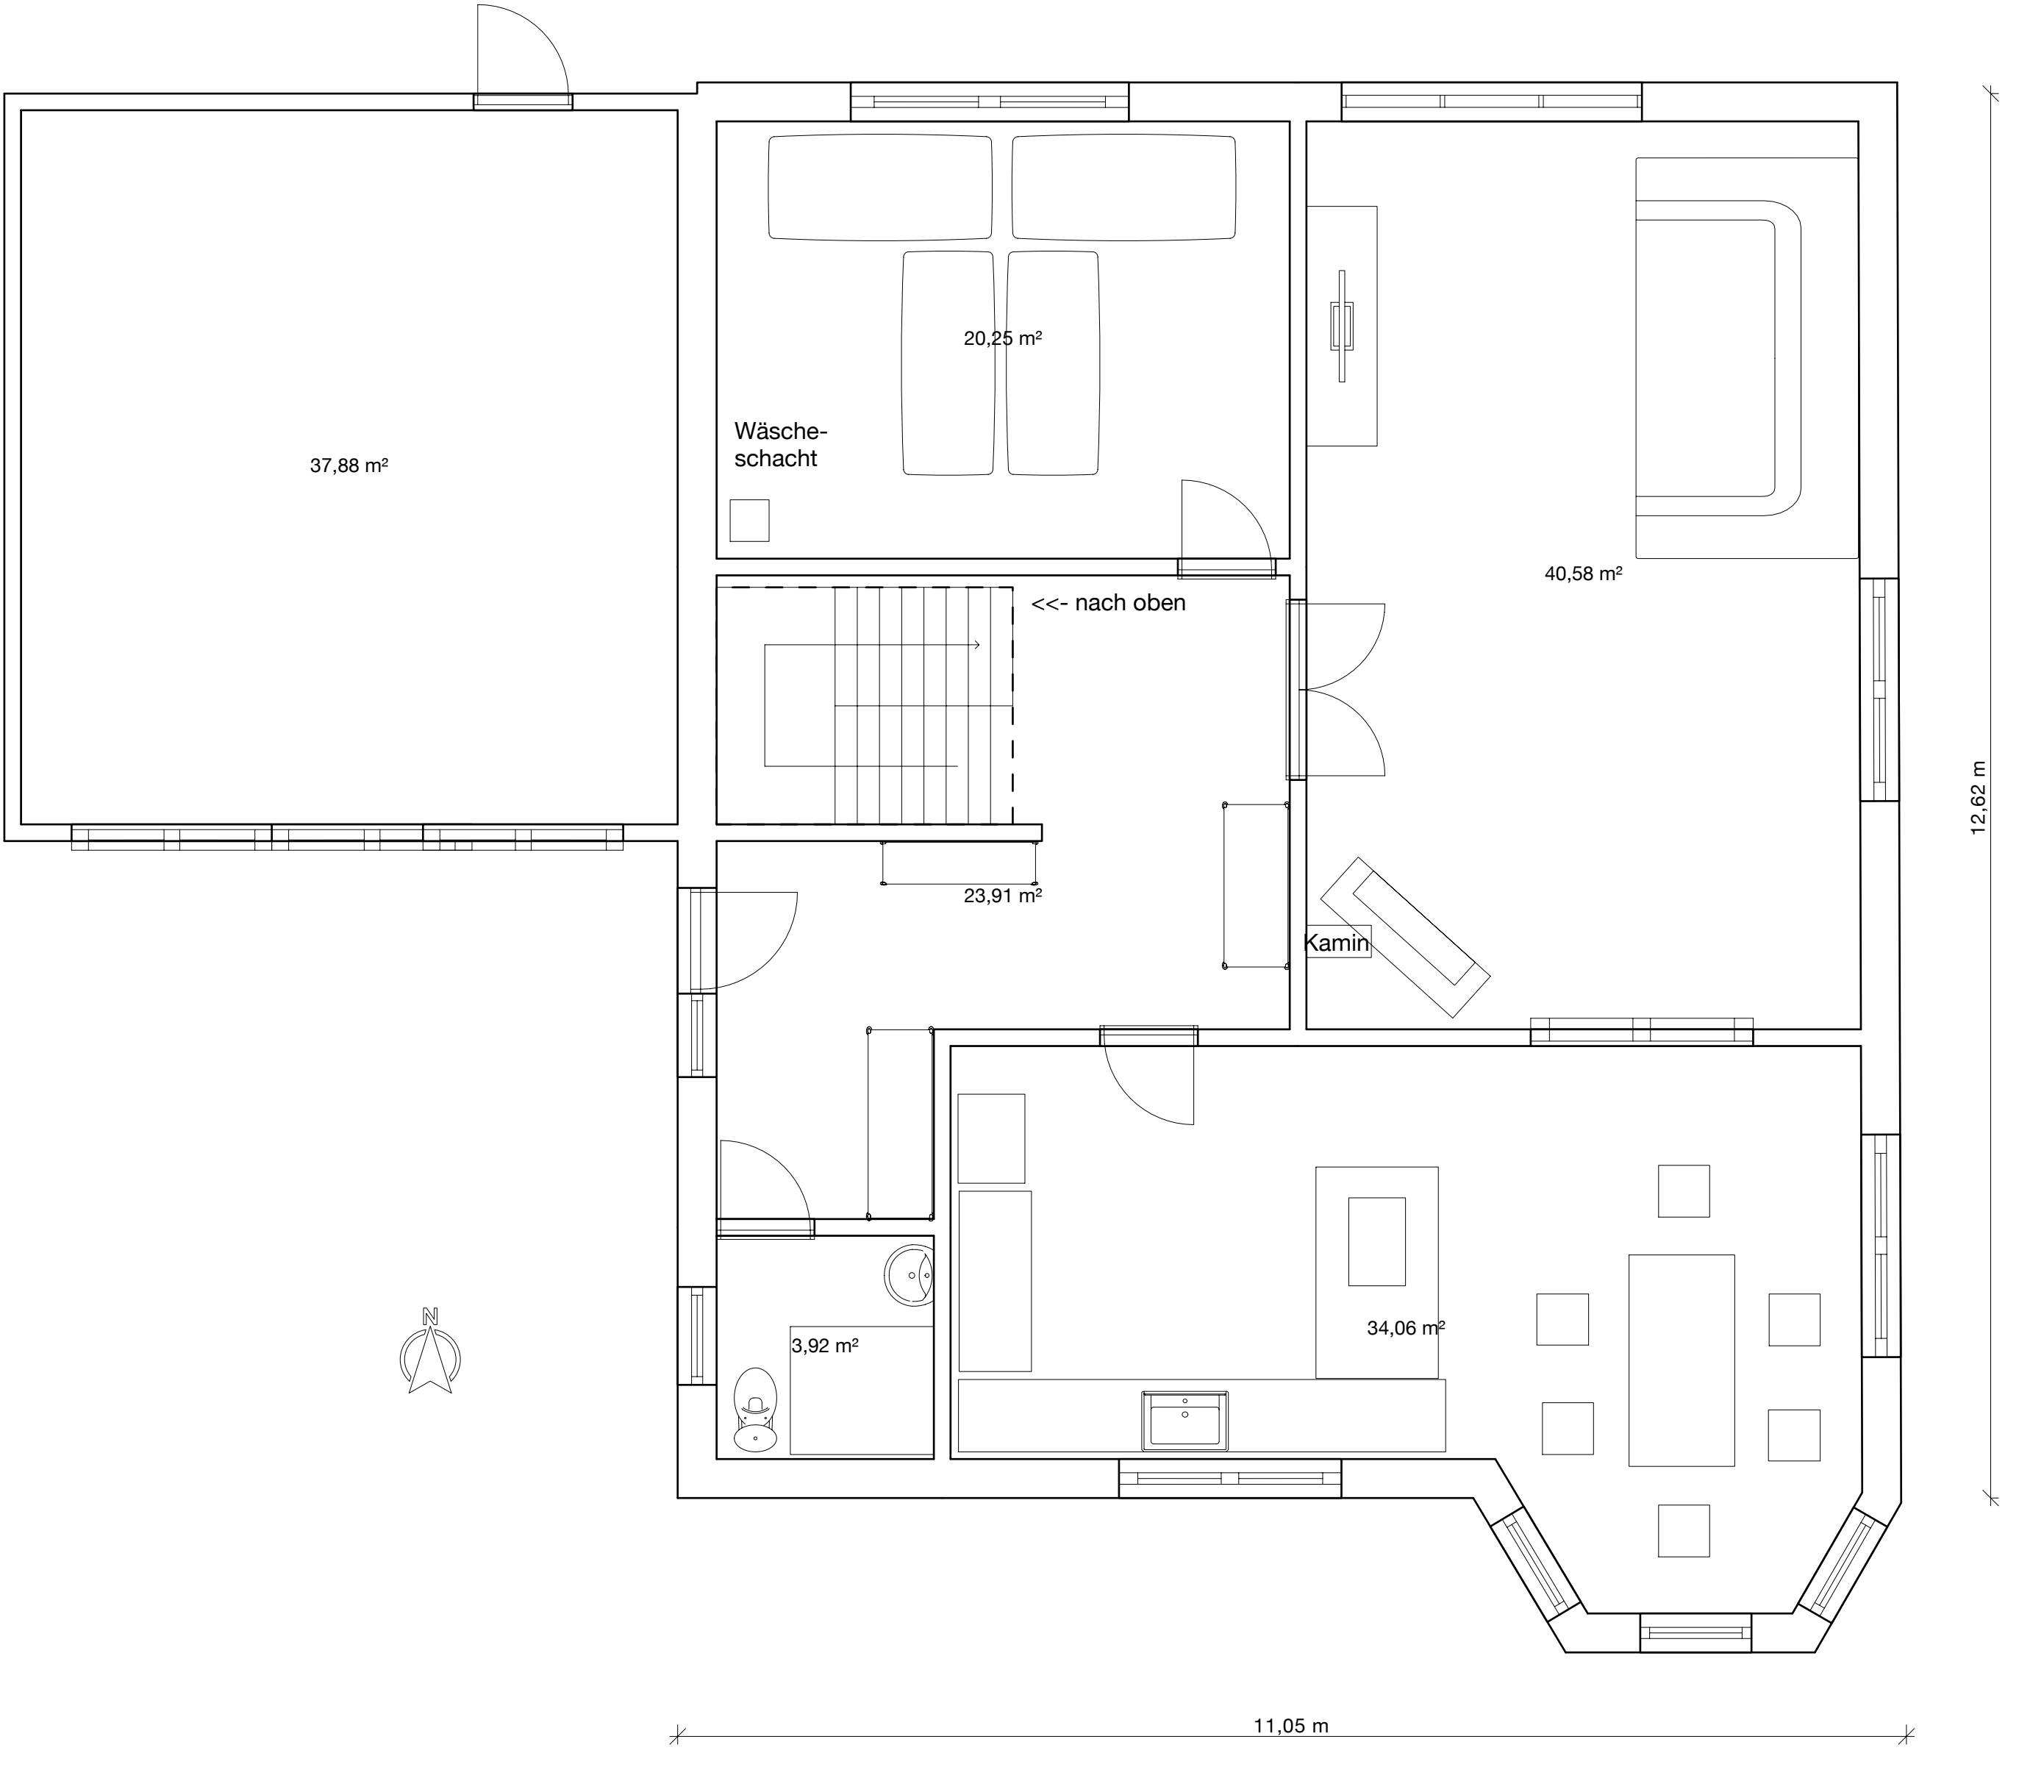 20,25 m²
Wäsche-
schacht
37,88 m²
40,58 m²
<<- nach oben
12,62 m
23,91 m²
Kamin
N
34,06 m²
3,92 m²
11,05 m